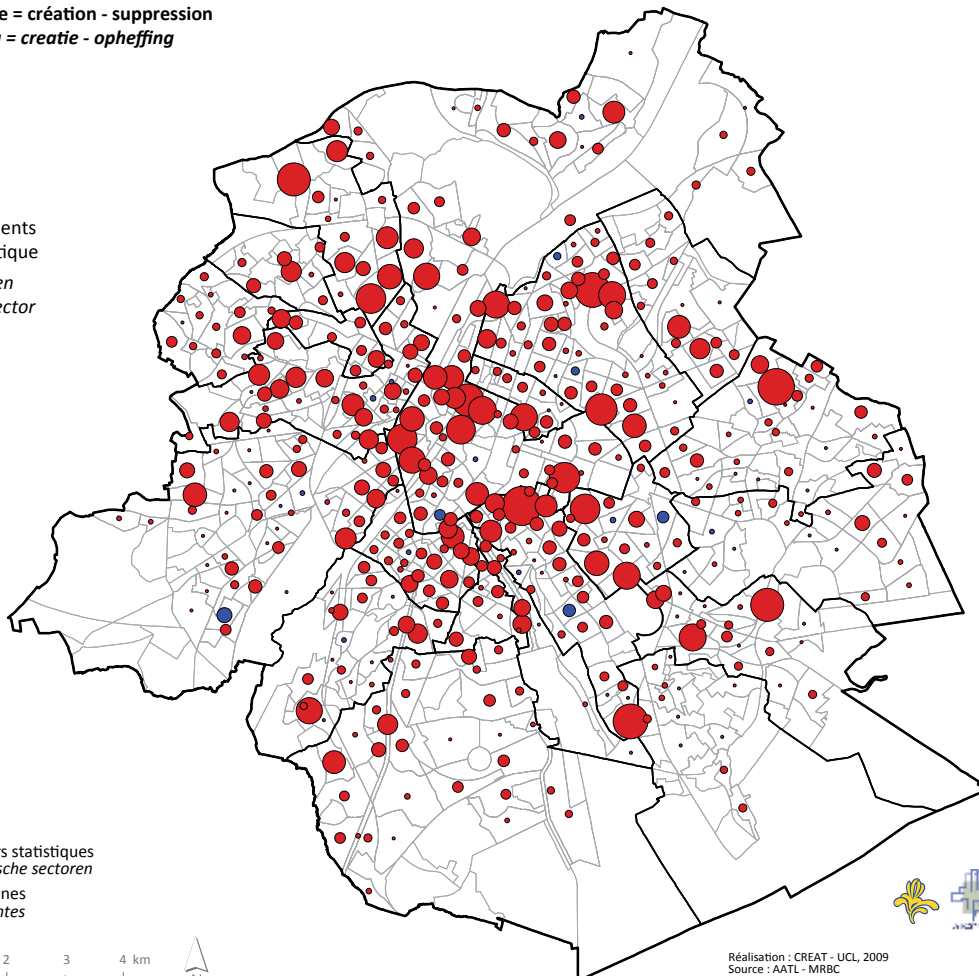 e = création - suppression
= creatie - opheffing
ents
tique
en
ector
s statistiques
sche sectoren
nes
ntes
2 3 4 km
Réalisation : CREAT - UCL, 2009
Source : AATL - MRBC